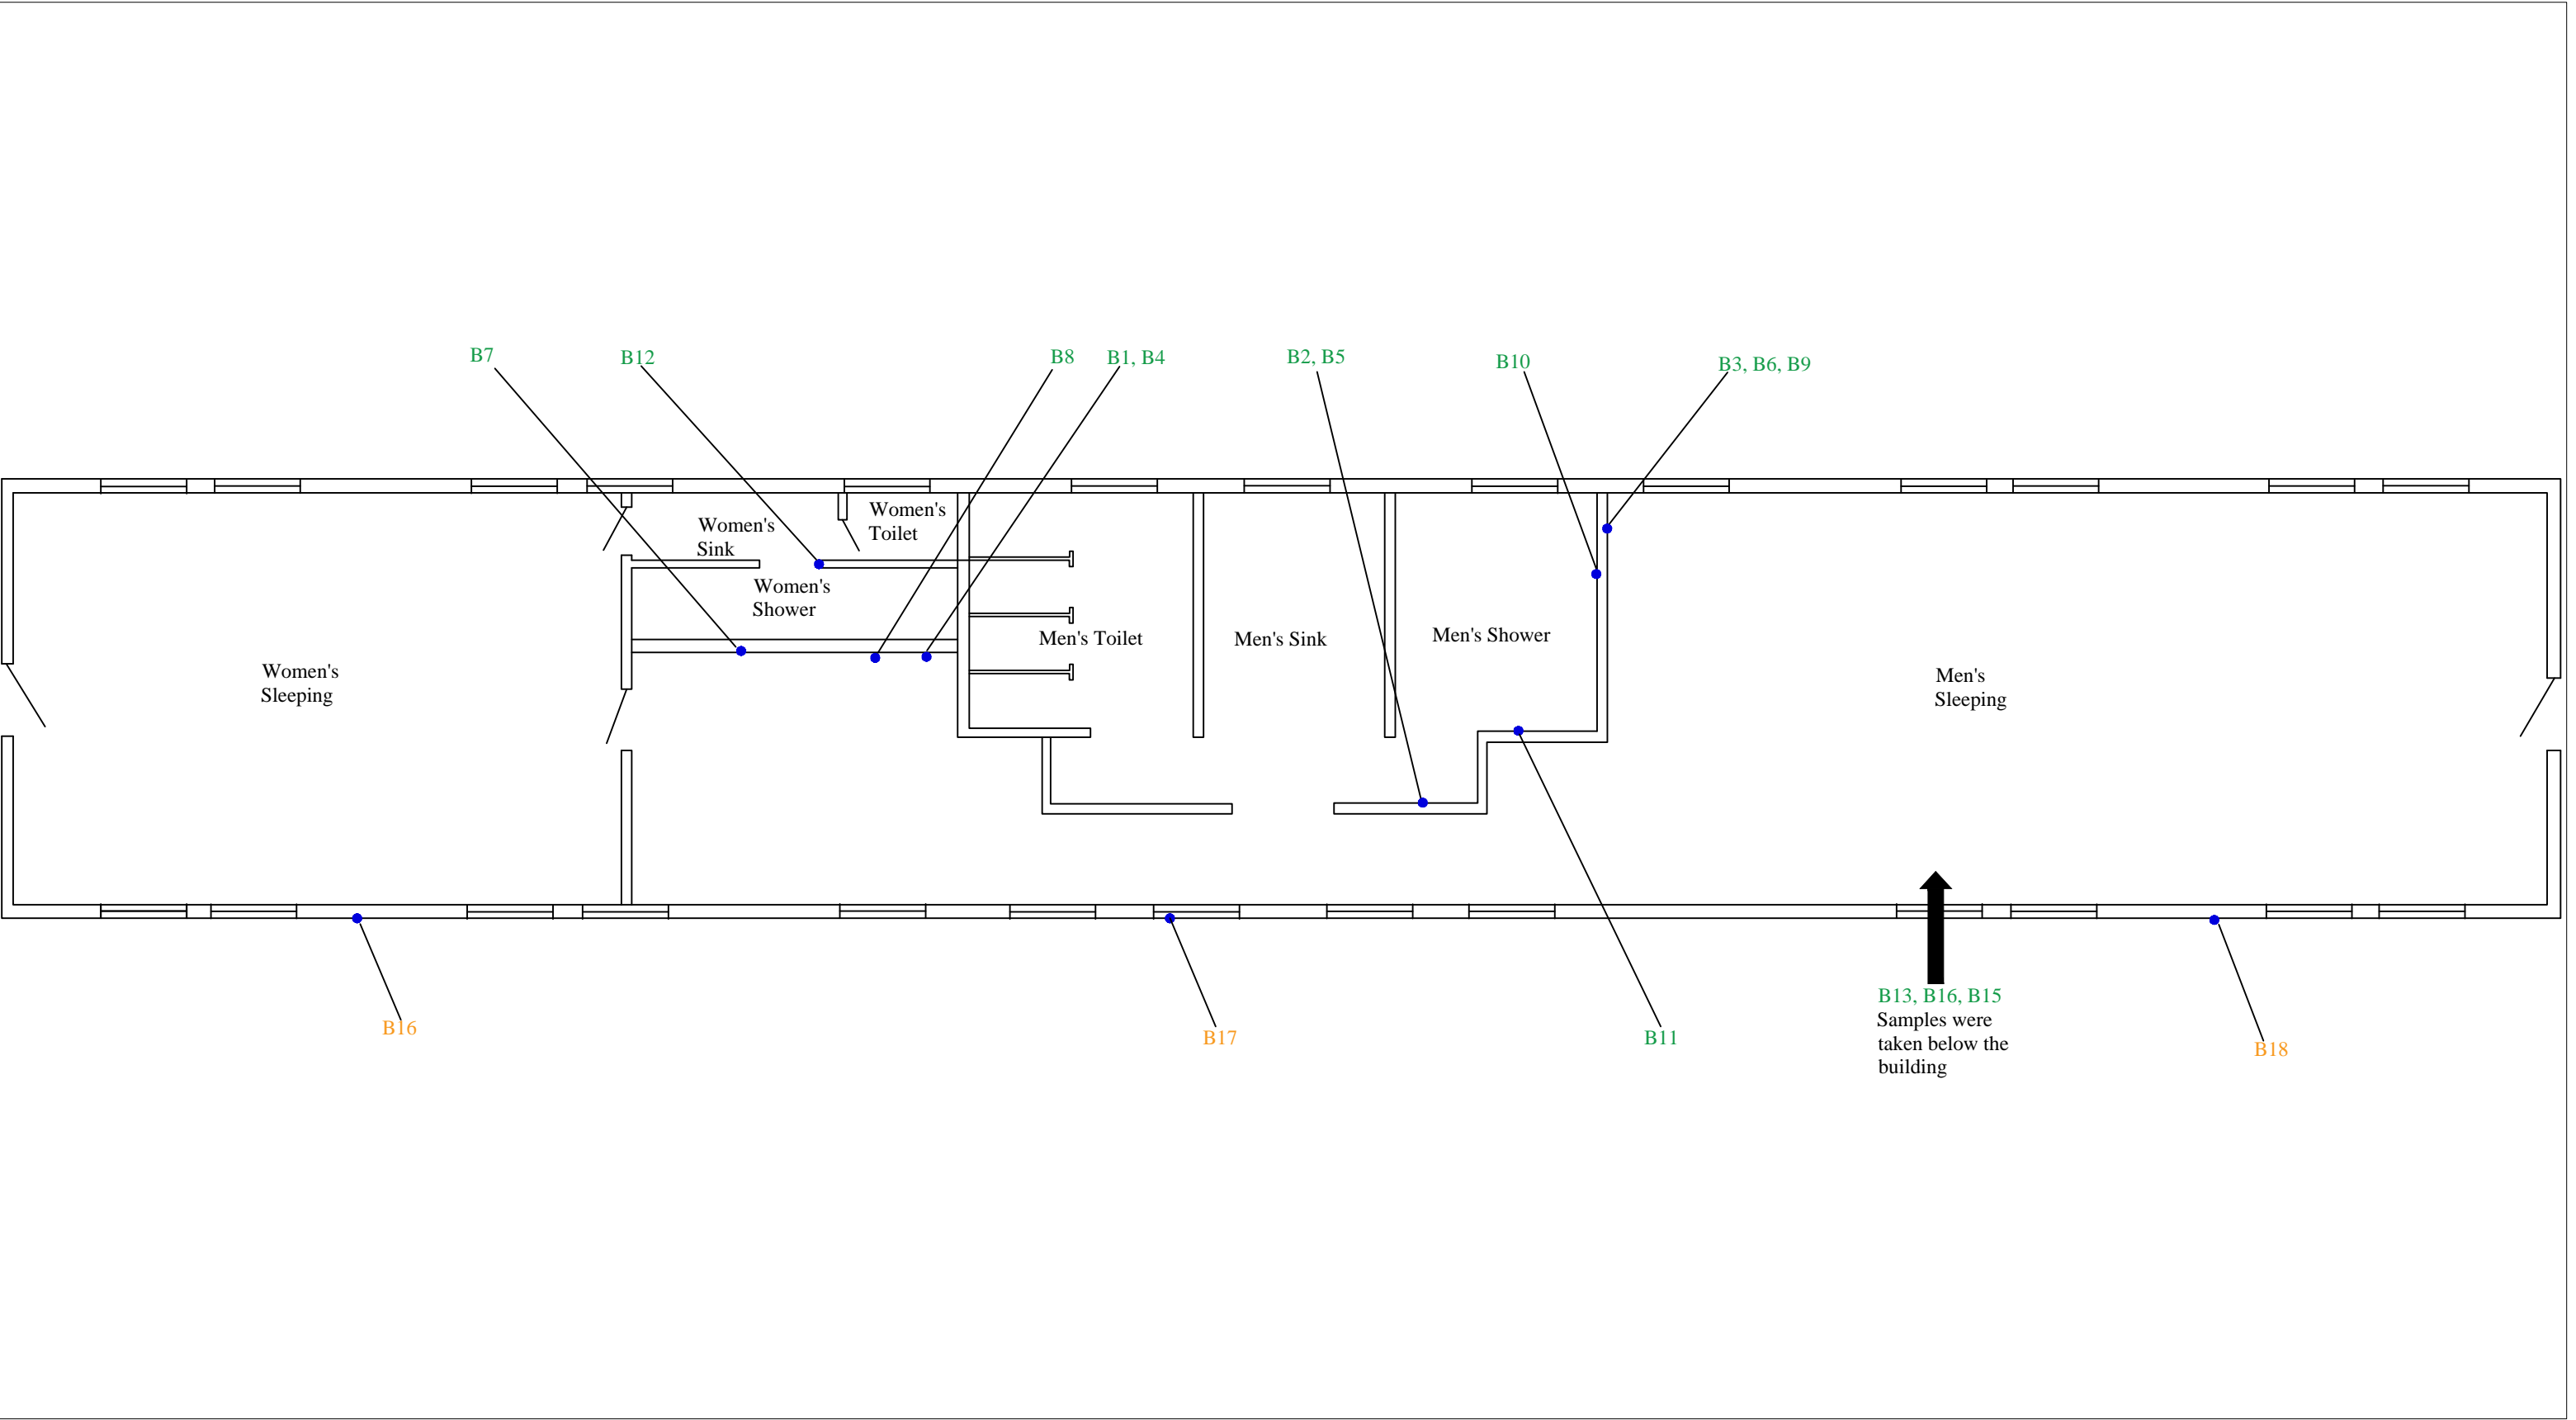 B7
B12
B8
B1, B4
B2, B5
B10
B3, B6, B9
Women's
Sink
Women's
Toilet
Women's
Shower
Men's Toilet
Men's Sink
Men's Shower
Women's
Sleeping
Men's
Sleeping
B16
B17
B11
B13, B16, B15
Samples were
taken below the
building
B18